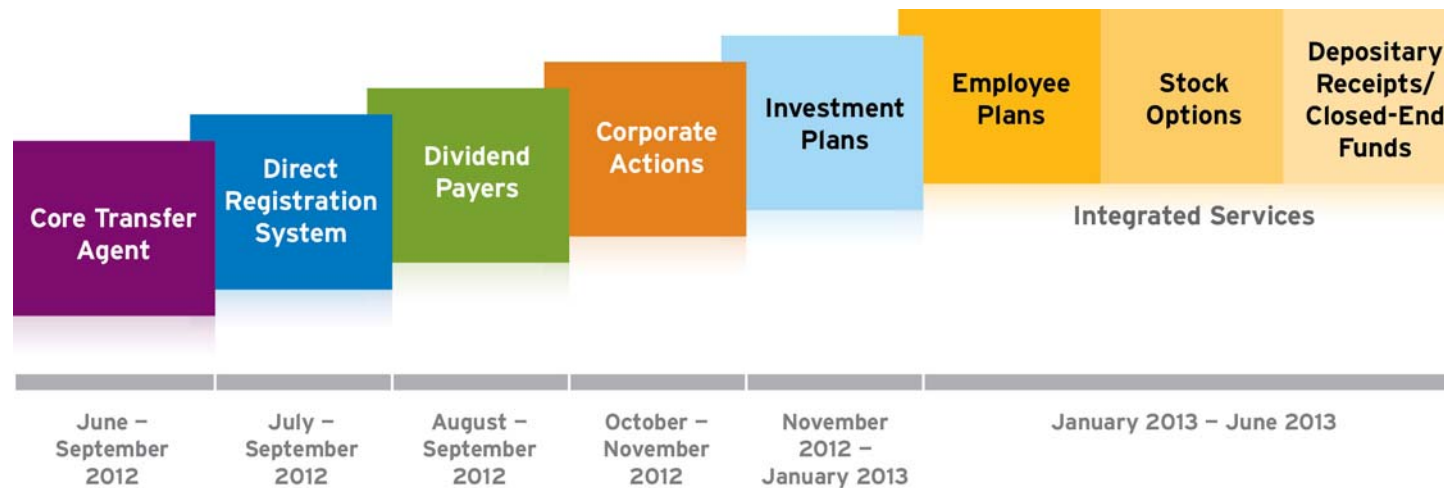 Core Transfer
Agent
Direct
Registration
System
Dividend
Payers
Corporate
Actions
Investment
Plans
Employee
Plans
Stock
Options
Depositary
Receipts/
Closed-End
Funds
Integrated Services
June –
September
2012
July –
September
2012
August –
September
2012
October –
November
2012
November
2012 –
January 2013
January 2013 – June 2013